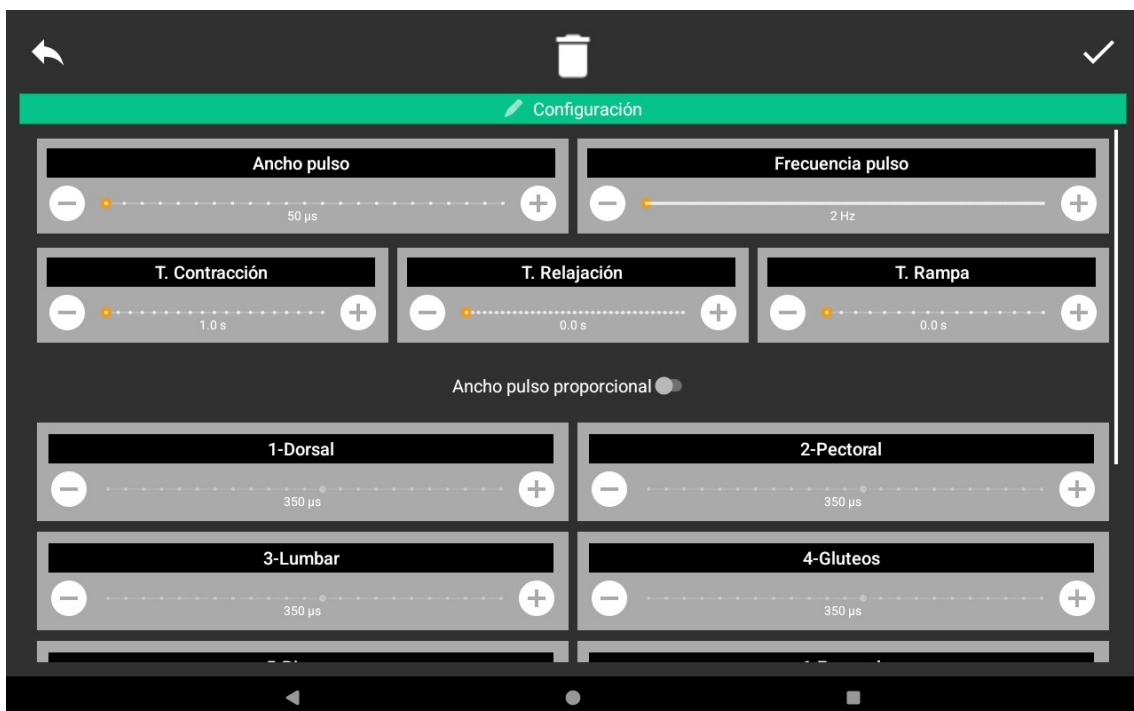 Configuración
Ancho pulso
Frecuencia pulso
50 µs
2 Hz
T. Contracción
T. Relajación
T. Rampa
1.0 s
0.0 s
0.0 s
Ancho pulso proporcional
1-Dorsal
2-Pectoral
350 µs
350 µs
3-Lumbar
4-Gluteos
350 µs
350 µs